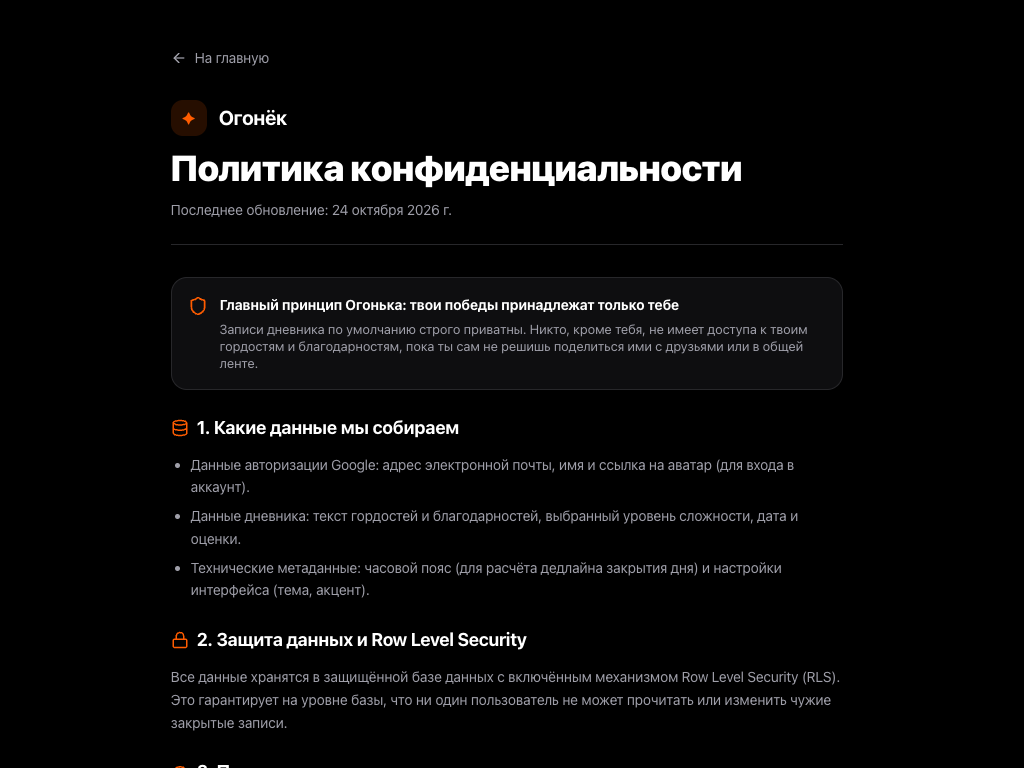 На главную
Огонёк
Политика конфиденциальности
Последнее обновление: 24 октября 2026 г.
Главный принцип Огонька: твои победы принадлежат только тебе
Записи дневника по умолчанию строго приватны. Никто, кроме тебя, не имеет доступа к твоим
гордостям и благодарностям, пока ты сам не решишь поделиться ими с друзьями или в общей
ленте.
1. Какие данные мы собираем
Данные авторизации Google: адрес электронной почты, имя и ссылка на аватар (для входа в
аккаунт).
Данные дневника: текст гордостей и благодарностей, выбранный уровень сложности, дата и
оценки.
Технические метаданные: часовой пояс (для расчёта дедлайна закрытия дня) и настройки
интерфейса (тема, акцент).
2. Защита данных и Row Level Security
Все данные хранятся в защищённой базе данных с включённым механизмом Row Level Security (RLS).
Это гарантирует на уровне базы, что ни один пользователь не может прочитать или изменить чужие
закрытые записи.